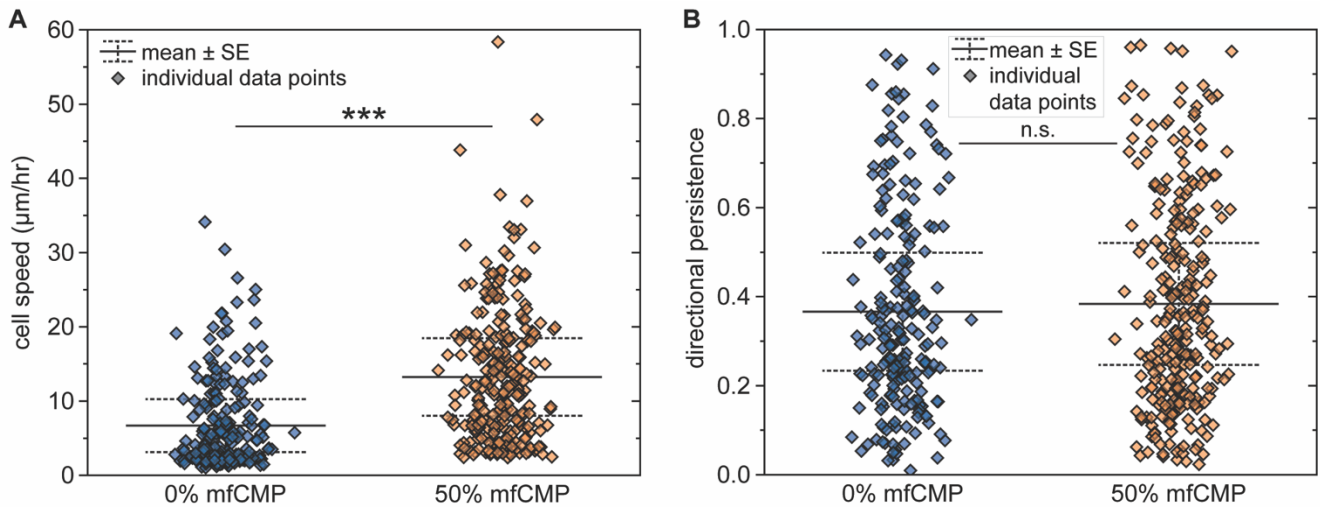 A
60
50
40
30
20
10
0
cell speed (µm/hr)
mean ± SE
individual data points
***
0% mfCMP
50% mfCMP
B
1.0
0.8
0.6
0.4
0.2
0.0
directional persistence
mean ± SE
individual
data points
n.s.
0% mfCMP
50% mfCMP